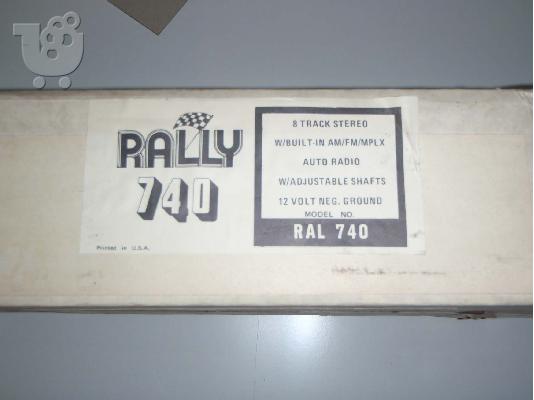 RALLY
740
Printed in U.S.A.
8 TRACK STEREO
W/BUILT-IN AM/FM/MPLX
AUTO RADIO
W/ADJUSTABLE SHAFTS
12 VOLT NEG. GROUND
MODEL NO.
RAL 740